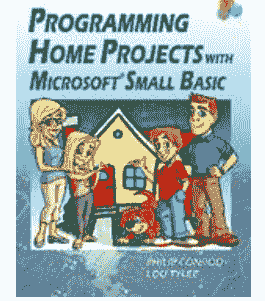 PROGRAMMING
HOME PROJECTS WITH
MICROSOFT® SMALL BASIC
PHILIP CONROD
LOU TYLEE